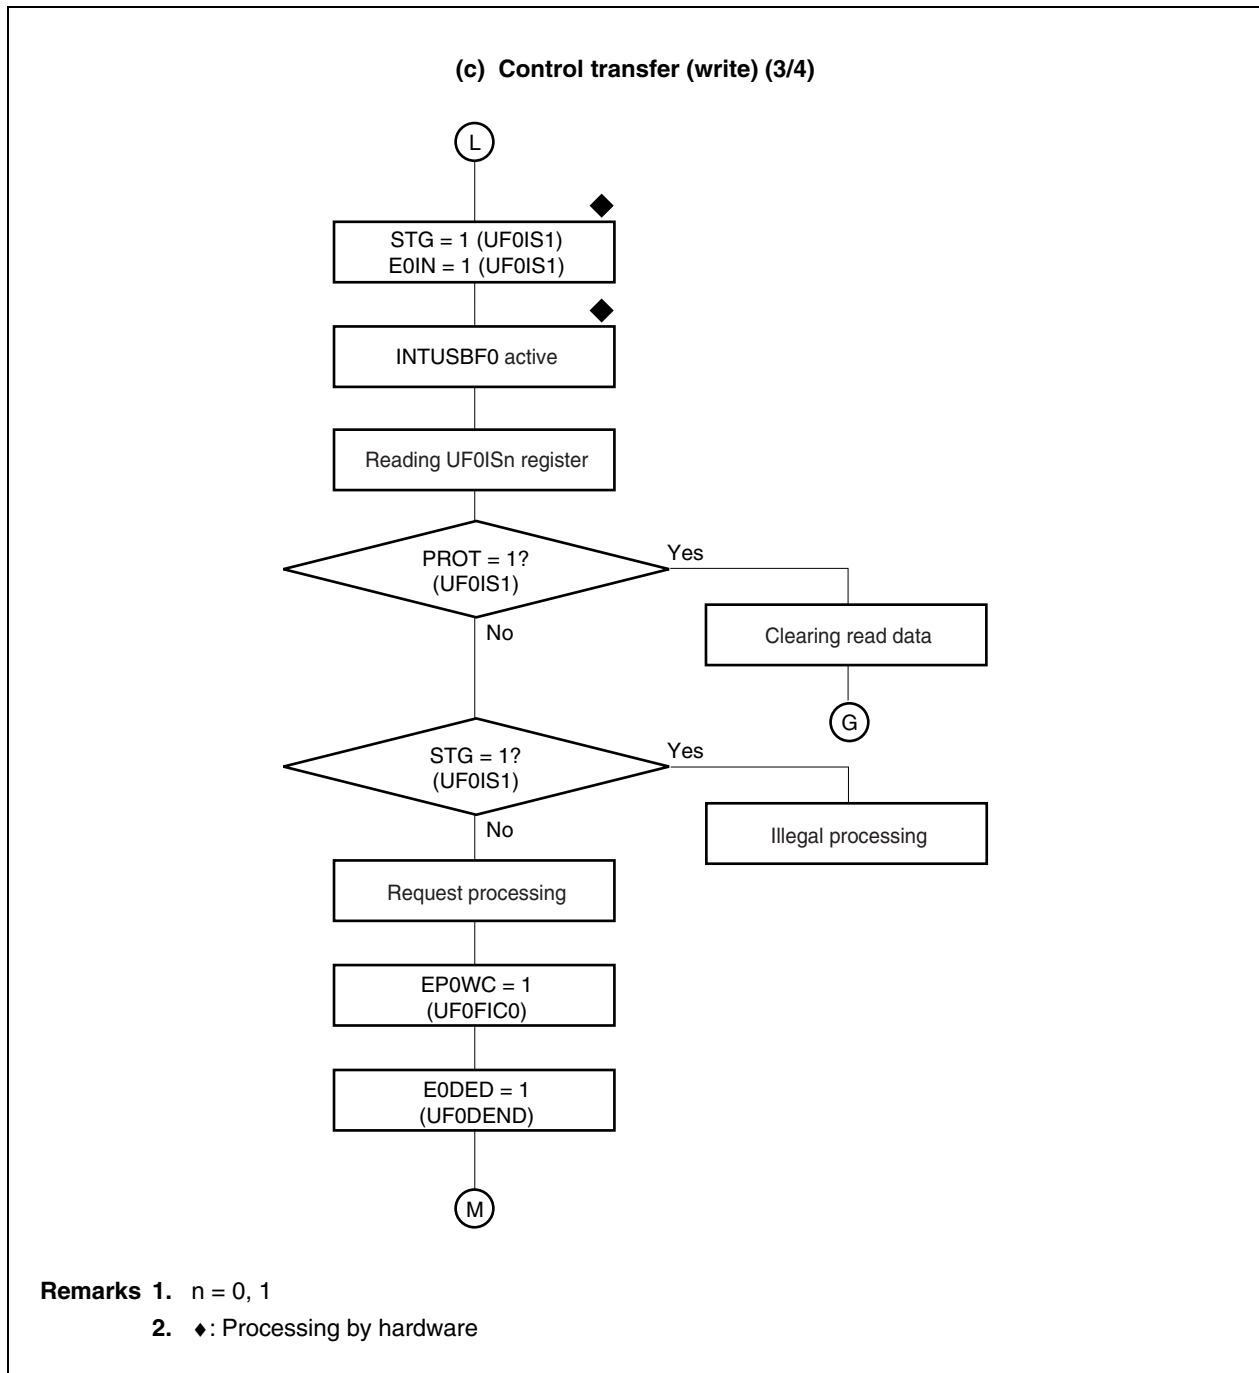 (c) Control transfer (write) (3/4)
L
STG = 1 (UF0IS1)
E0IN = 1 (UF0IS1)
INTUSBF0 active
Reading UF0ISn register
PROT = 1?
(UF0IS1)
Yes
No
Clearing read data
G
STG = 1?
(UF0IS1)
Yes
No
Illegal processing
Request processing
EP0WC = 1
(UF0FIC0)
E0DED = 1
(UF0DEND)
M
Remarks 1. n = 0, 1
2. ♦: Processing by hardware